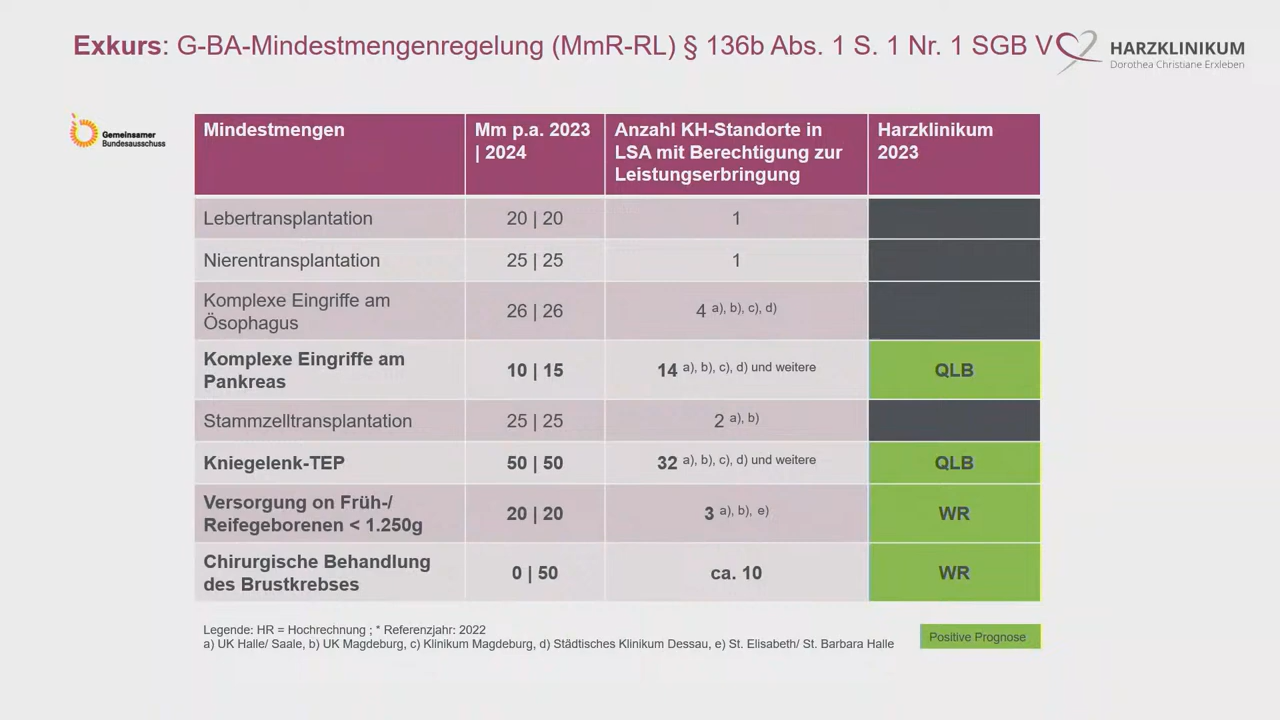 Exkurs: G-BA-Mindestmengenregelung (MmR-RL) § 136b Abs. 1 S. 1 Nr. 1 SGB V
HARZKLINIKUM
Dorothea Christiane Erxleben
Gemeinsamer
Bundesausschuss
Mindestmengen
Mm p.a. 2023
| 2024
Anzahl KH-Standorte in
LSA mit Berechtigung zur
Leistungserbringung
Harzklinikum
2023
Lebertransplantation
20 | 20
1
Nierentransplantation
25 | 25
1
Komplexe Eingriffe am
Ösophagus
26 | 26
4 a), b), c), d)
Komplexe Eingriffe am
Pankreas
10 | 15
14 a), b), c), d) und weitere
QLB
Stammzelltransplantation
25 | 25
2 a), b)
Kniegelenk-TEP
50 | 50
32 a), b), c), d) und weitere
QLB
Versorgung on Früh-/
Reifegeborenen < 1.250g
20 | 20
3 a), b), e)
WR
Chirurgische Behandlung
des Brustkrebses
0 | 50
ca. 10
WR
Legende: HR = Hochrechnung ; * Referenzjahr: 2022
a) UK Halle/ Saale, b) UK Magdeburg, c) Klinikum Magdeburg, d) Städtisches Klinikum Dessau, e) St. Elisabeth/ St. Barbara Halle
Positive Prognose